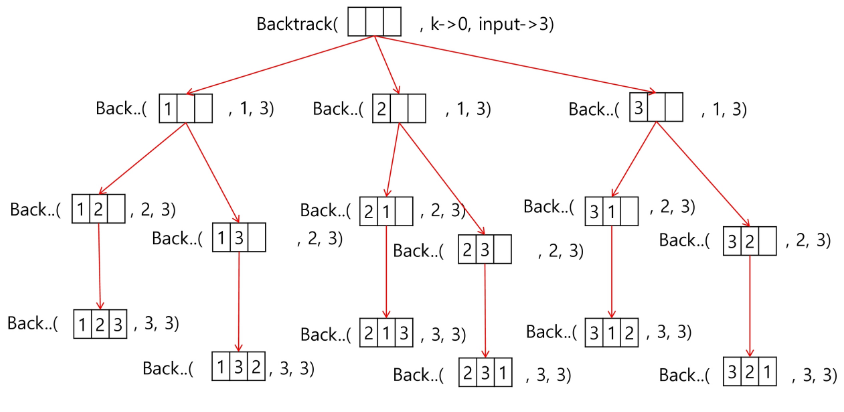 Backtrack( , k->0, input->3)
Back..( 1 , 1, 3)
Back..( 2 , 1, 3)
Back..( 3 , 1, 3)
Back..( 1 2 , 2, 3)
Back..( 1 3 , 2, 3)
Back..( 2 1 , 2, 3)
Back..( 2 3 , 2, 3)
Back..( 3 1 , 2, 3)
Back..( 3 2 , 2, 3)
Back..( 1 2 3 , 3, 3)
Back..( 1 3 2 , 3, 3)
Back..( 2 1 3 , 3, 3)
Back..( 2 3 1 , 3, 3)
Back..( 3 1 2 , 3, 3)
Back..( 3 2 1 , 3, 3)